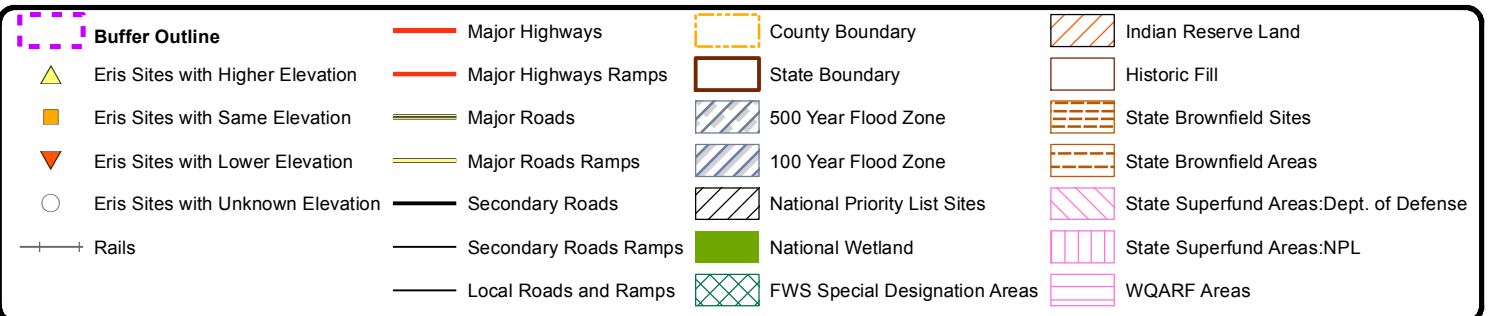 Buffer Outline
Eris Sites with Higher Elevation
Eris Sites with Same Elevation
Eris Sites with Lower Elevation
Eris Sites with Unknown Elevation
Rails
Major Highways
Major Highways Ramps
Major Roads
Major Roads Ramps
Secondary Roads
Secondary Roads Ramps
Local Roads and Ramps
County Boundary
State Boundary
500 Year Flood Zone
100 Year Flood Zone
National Priority List Sites
National Wetland
FWS Special Designation Areas
Indian Reserve Land
Historic Fill
State Brownfield Sites
State Brownfield Areas
State Superfund Areas:Dept. of Defense
State Superfund Areas:NPL
WQARF Areas